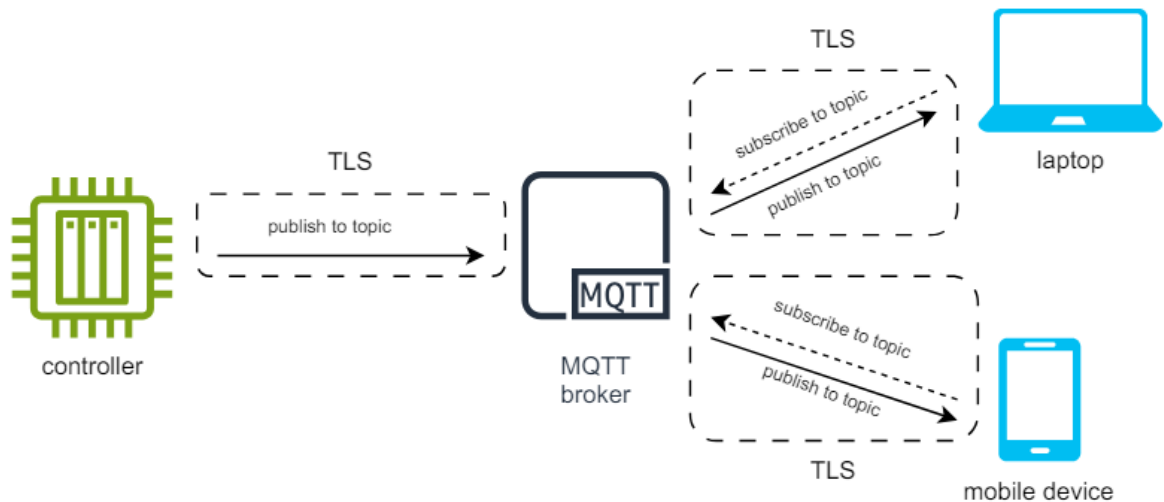 TLS
subscribe to topic
publish to topic
laptop
TLS
publish to topic
controller
MQTT
MQTT
broker
subscribe to topic
publish to topic
TLS
mobile device